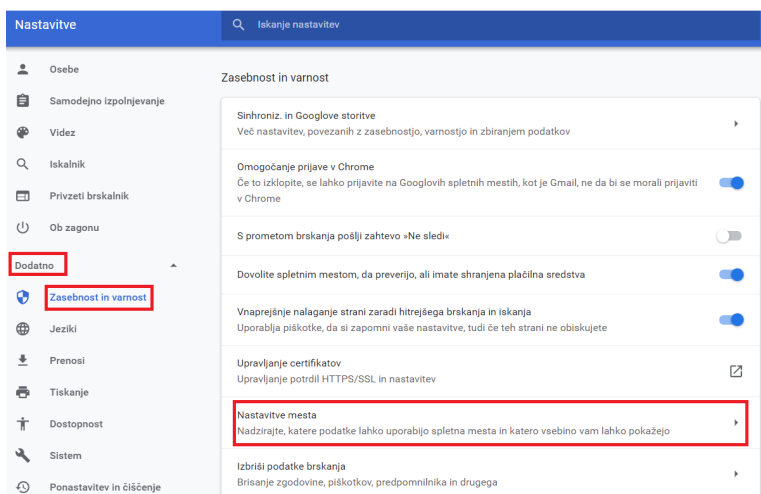 Nastavitve
Iskanje nastavitev
Osebe
Samodejno izpolnjevanje
Videz
Iskalnik
Privzeti brskalnik
Ob zagonu
Dodatno
Zasebnost in varnost
Jeziki
Prenosi
Tiskanje
Dostopnost
Sistem
Ponastavitev in čiščenje
Zasebnost in varnost
Sinhroniz. in Googlove storitve
Več nastavitev, povezanih z zasebnostjo, varnostjo in zbiranjem podatkov
Omogočanje prijave v Chrome
Če to izklopite, se lahko prijavite na Googlovih spletnih mestih, kot je Gmail, ne da bi se morali prijaviti
v Chrome
S prometom brskanja pošlji zahtevo »Ne sledi«
Dovolite spletnim mestom, da preverijo, ali imate shranjena plačilna sredstva
Vnaprejšnje nalaganje strani zaradi hitrejšega brskanja in iskanja
Uporablja piškotke, da si zapomni vaše nastavitve, tudi če teh strani ne obiskujete
Upravljanje certifikatov
Upravljanje potrdil HTTPS/SSL in nastavitev
Nastavitve mesta
Nadzirajte, katere podatke lahko uporabijo spletna mesta in katero vsebino vam lahko pokažejo
Izbriši podatke brskanja
Brisanje zgodovine, piškotkov, predpomnilnika in drugega